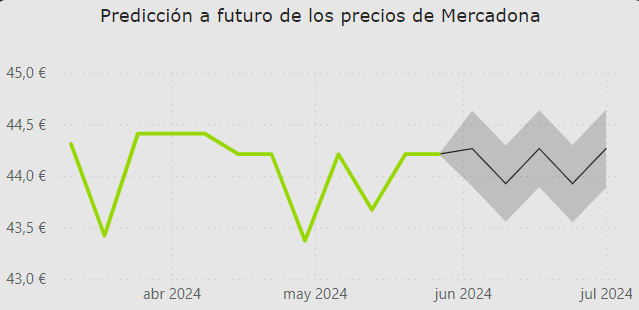 Predicción a futuro de los precios de Mercadona
45,0 €
44,5 €
44,0 €
43,5 €
43,0 €
abr 2024 may 2024 jun 2024 jul 2024